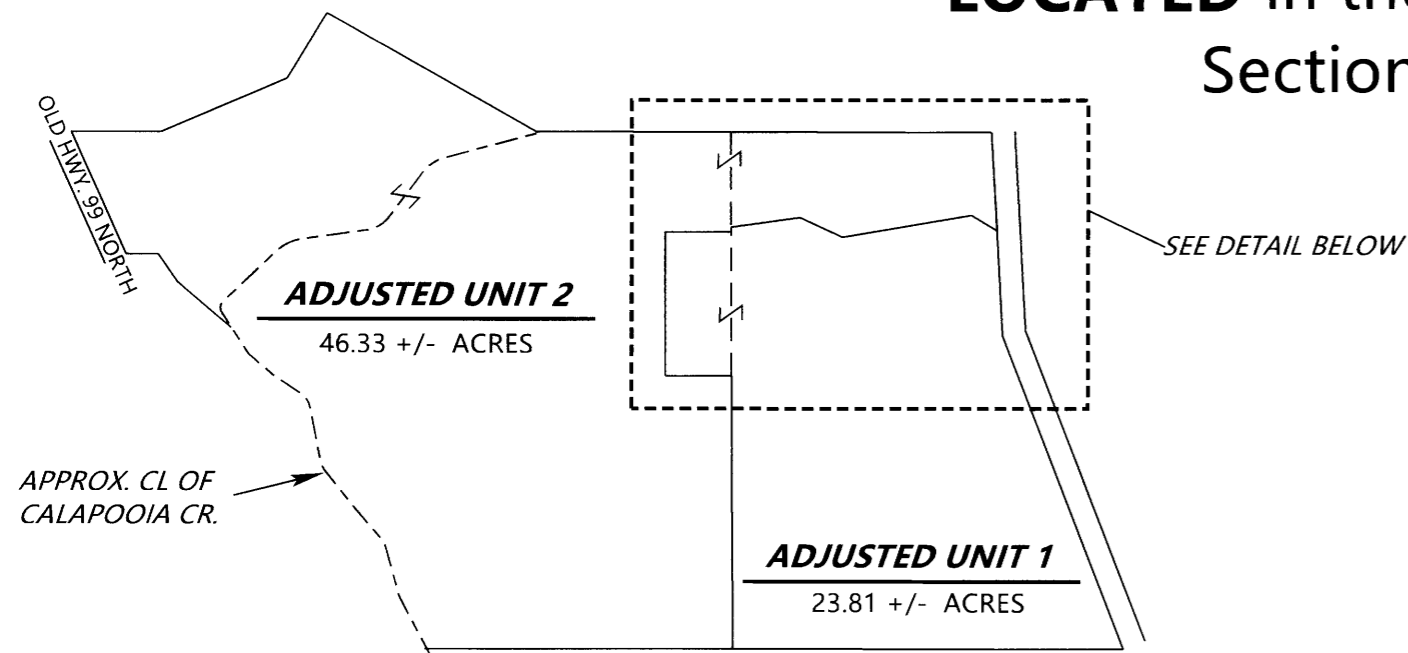 LOCATED in the
Section
OLD HWY. 99 NORTH
SEE DETAIL BELOW
ADJUSTED UNIT 2
46.33 +/- ACRES
APPROX. CL OF
CALAPOOIA CR.
ADJUSTED UNIT 1
23.81 +/- ACRES